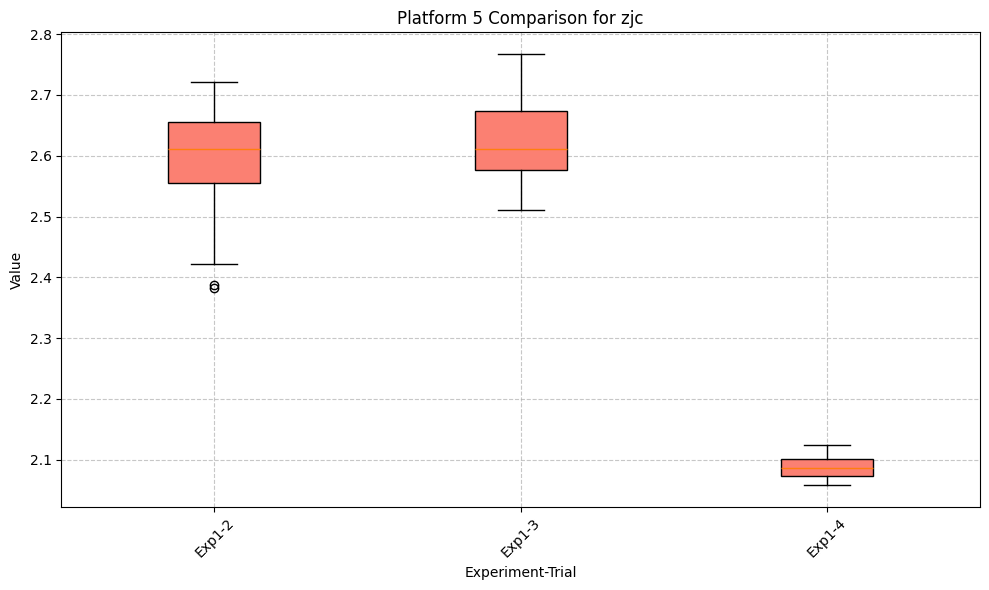 Platform 5 Comparison for zjc
2.8
2.7
2.6
2.5
2.4
2.3
2.2
2.1
Value
Exp1-2
Exp1-3
Exp1-4
Experiment-Trial